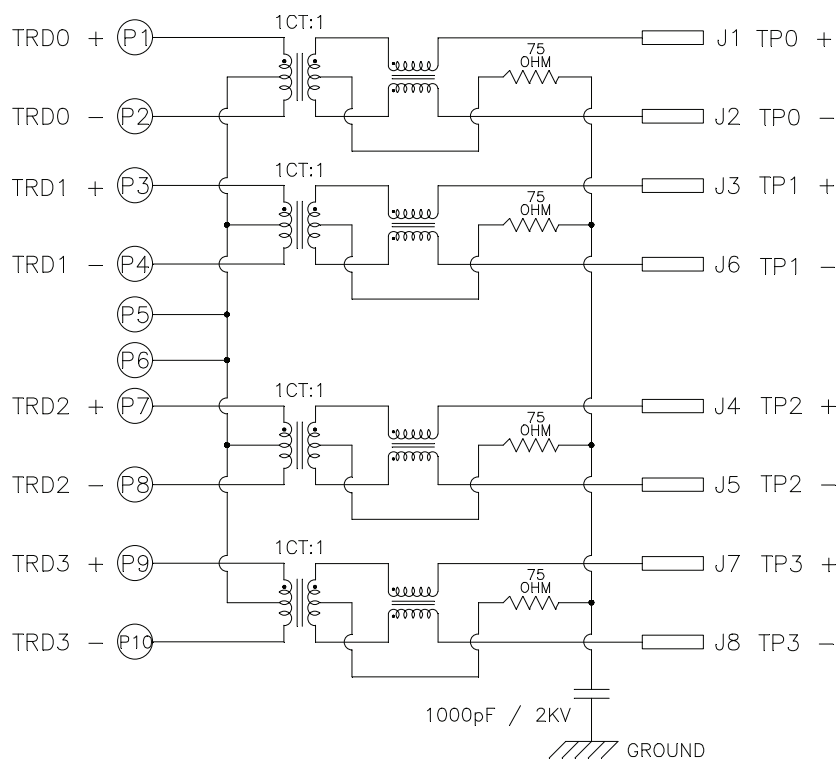 1CT:1
TRD0 + P1 75 OHM J1 TP0 +
TRD0 - P2 J2 TP0 -
1CT:1
TRD1 + P3 75 OHM J3 TP1 +
TRD1 - P4 J6 TP1 -
P5
P6
1CT:1
TRD2 + P7 75 OHM J4 TP2 +
TRD2 - P8 J5 TP2 -
1CT:1
TRD3 + P9 75 OHM J7 TP3 +
TRD3 - P10 J8 TP3 -
1000pF / 2KV
GROUND